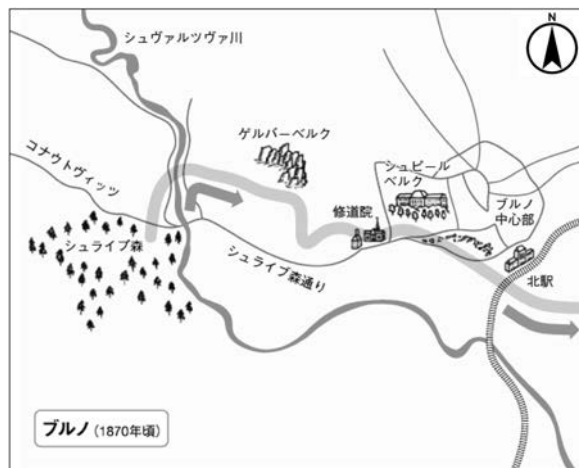 シュヴァルツヴァ川
N
ゲルバーベルク
コナウトヴィッツ
シュピール
ベルク
ブルノ
中心部
修道院
シュライブ森
シュライブ森通り
北駅
ブルノ (1870年頃)